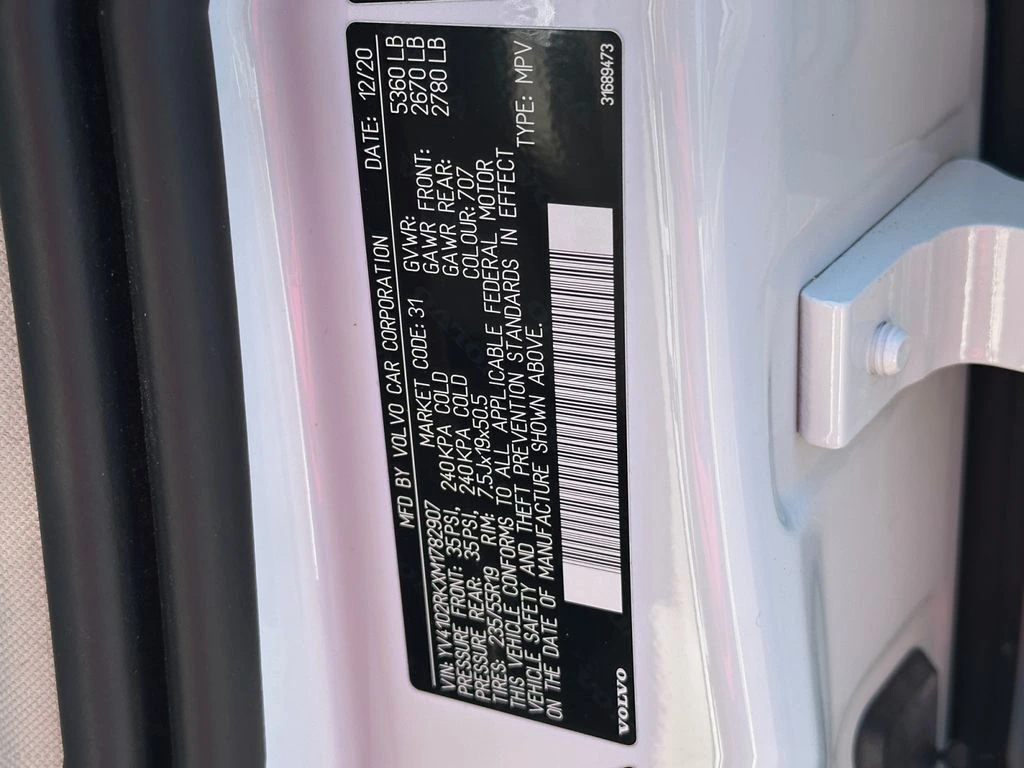 MFD BY VOLVO CAR CORPORATION DATE: 12/20
VIN: YV4102RKXM1782907 MARKET CODE: 31 GVWR: 5360 LB
PRESSURE FRONT: 35PSI, 240KPA COLD GAWR FRONT: 2670 LB
PRESSURE REAR: 35PSI, 240KPA COLD GAWR REAR: 2780 LB
TIRES: 235/55R19 RIM: 7.5Jx19x50.5 COLOUR: 707
THIS VEHICLE CONFORMS TO ALL APPLICABLE FEDERAL MOTOR
VEHICLE SAFETY AND THEFT PREVENTION STANDARDS IN EFFECT
ON THE DATE OF MANUFACTURE SHOWN ABOVE. TYPE: MPV
VOLVO 31689473